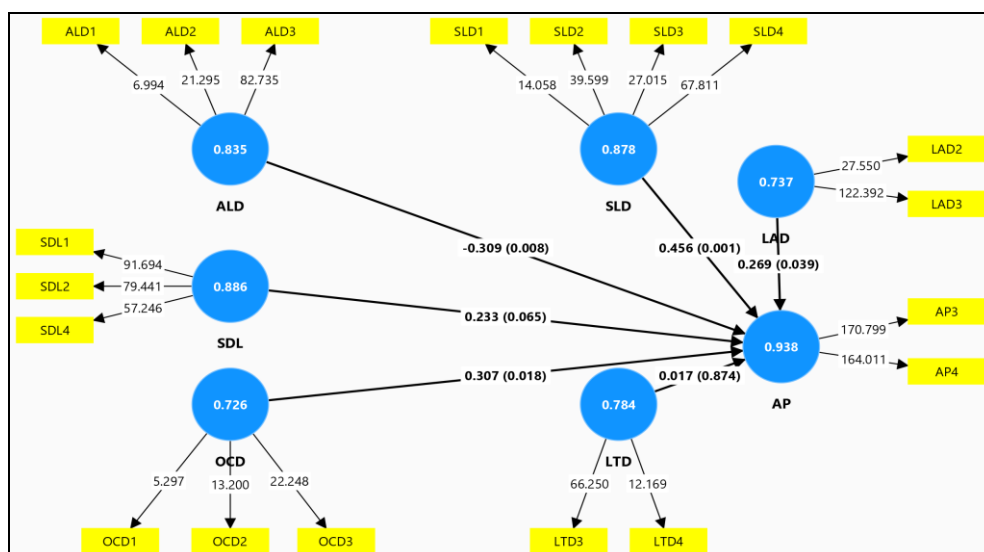 ALD1
ALD2
ALD3
SLD1
SLD2
SLD3
SLD4
6.994
21.295
82.735
14.058
39.599
27.015
67.811
0.835
ALD
0.878
SLD
0.737
LAD
27.550
122.392
LAD2
LAD3
SDL1
SDL2
SDL4
91.694
79.441
57.246
0.886
SDL
-0.309 (0.008)
0.456 (0.001)
0.269 (0.039)
0.233 (0.065)
0.307 (0.018)
0.017 (0.874)
0.938
AP
170.799
164.011
AP3
AP4
0.726
OCD
0.784
LTD
5.297
13.200
22.248
66.250
12.169
OCD1
OCD2
OCD3
LTD3
LTD4